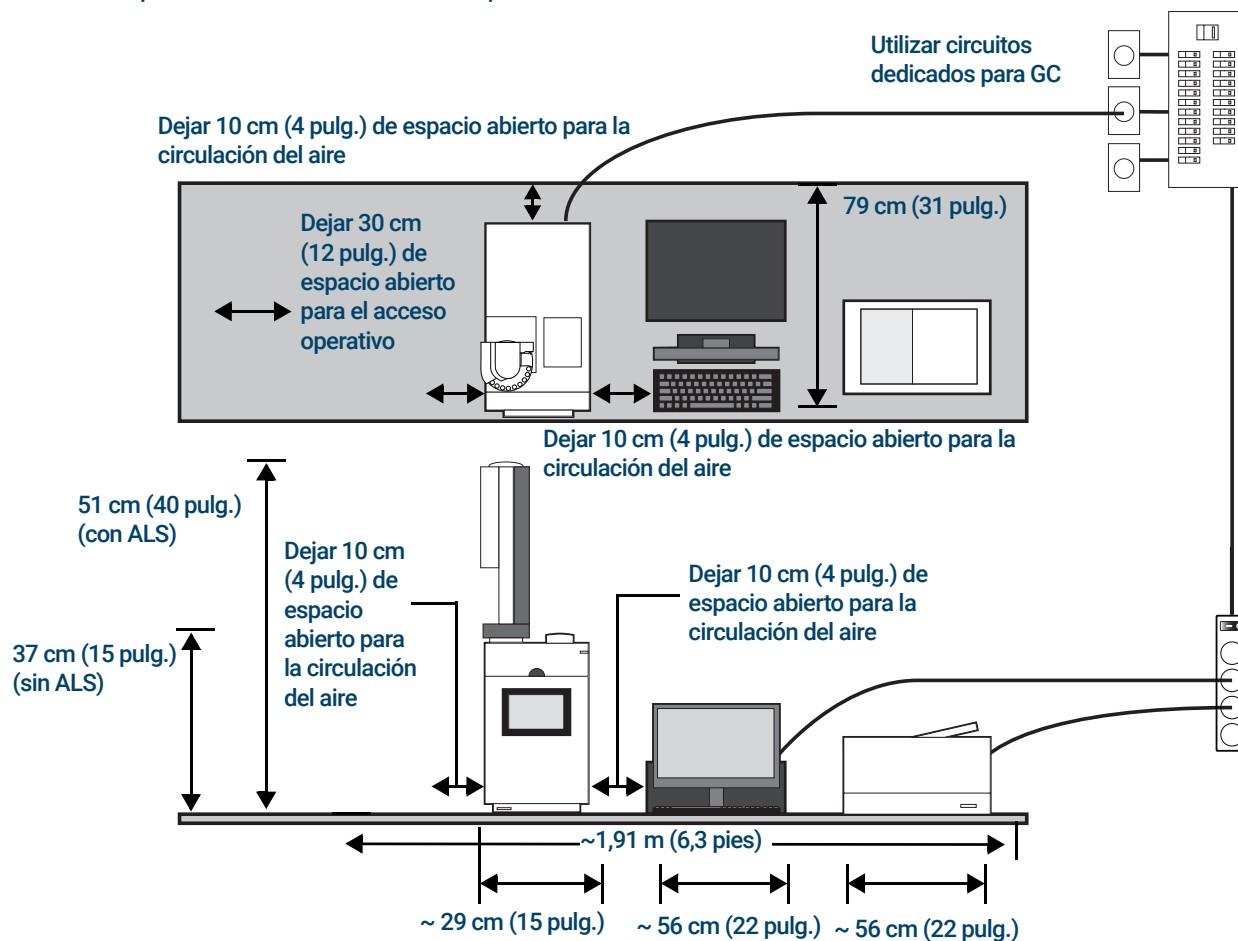 Utilizar circuitos
dedicados para GC
Dejar 10 cm (4 pulg.) de espacio abierto para la
circulación del aire
Dejar 30 cm
(12 pulg.) de
espacio abierto
para el acceso
operativo
79 cm (31 pulg.)
Dejar 10 cm (4 pulg.) de espacio abierto para la
circulación del aire
51 cm (40 pulg.)
(con ALS)
Dejar 10 cm
(4 pulg.) de
espacio
abierto para
la circulación
del aire
Dejar 10 cm (4 pulg.) de
espacio abierto para la
circulación del aire
37 cm (15 pulg.)
(sin ALS)
~1,91 m (6,3 pies)
~ 29 cm (15 pulg.)
~ 56 cm (22 pulg.)
~ 56 cm (22 pulg.)